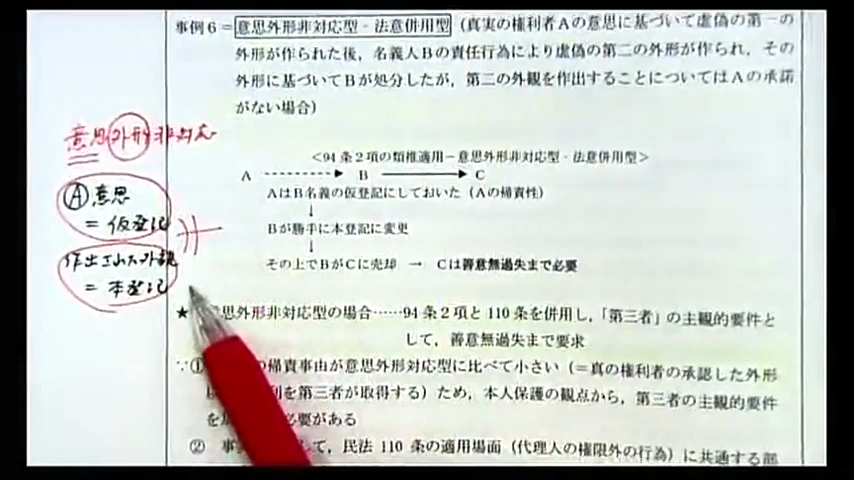 事例6＝意思外形非対応型‐法意併用型（真実の権利者Aの意思に基づいて虚偽の第一の
外形が作られた後，名義人Bの責任行為により虚偽の第二の外形が作られ，その
外形に基づいてBが処分したが，第二の外観を作出することについてはAの承諾
がない場合）
意思外形非対応
＜94条2項の類推適用－意思外形非対応型‐法意併用型＞
A B C
Ⓐ意思
＝仮登記
AはB名義の仮登記にしておいた（Aの帰責性）
↓
Bが勝手に本登記に変更
↓
作出された外観
＝本登記
その上でBがCに売却 → Cは善意無過失まで必要
★ 意思外形非対応型の場合……94条2項と110条を併用し，「第三者」の主観的要件と
して，善意無過失まで要求
∵① の帰責事由が意思外形対応型に比べて小さい（＝真の権利者の承認した外形
利を第三者が取得する）ため，本人保護の観点から，第三者の主観的要件
を 必要がある
② 事 して，民法110条の適用場面（代理人の権限外の行為）に共通する部